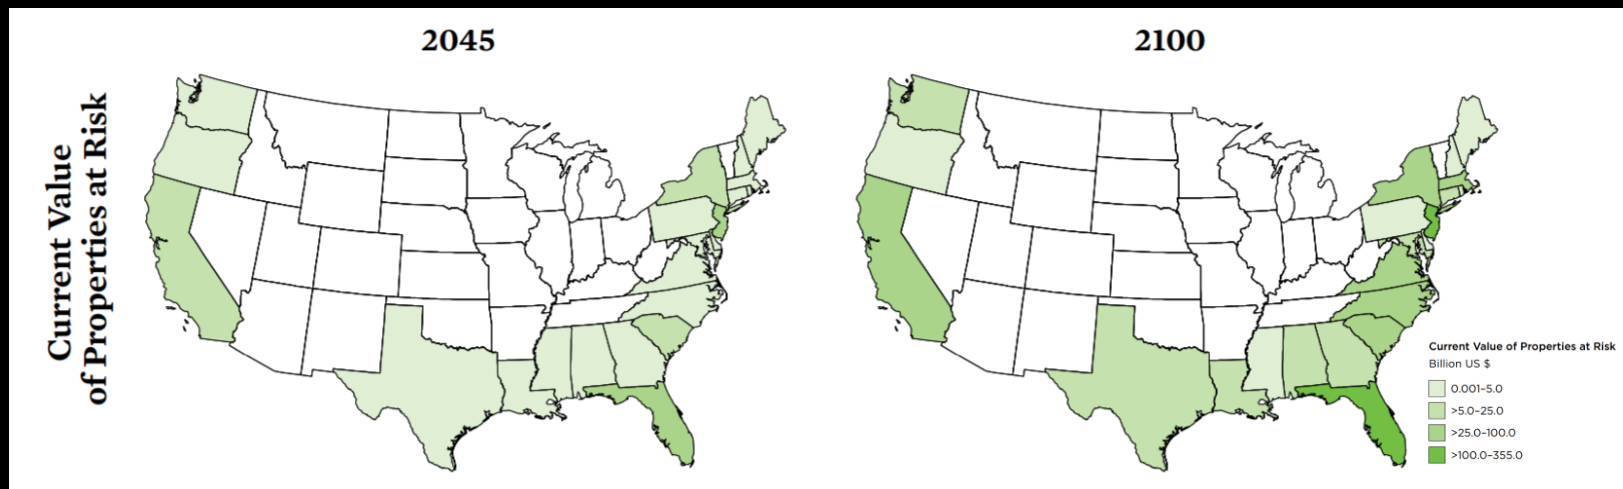 2045
2100
Current Value
of Properties at Risk
Current Value of Properties at Risk
Billion US $
0.001–5.0
>5.0–25.0
>25.0–100.0
>100.0–355.0